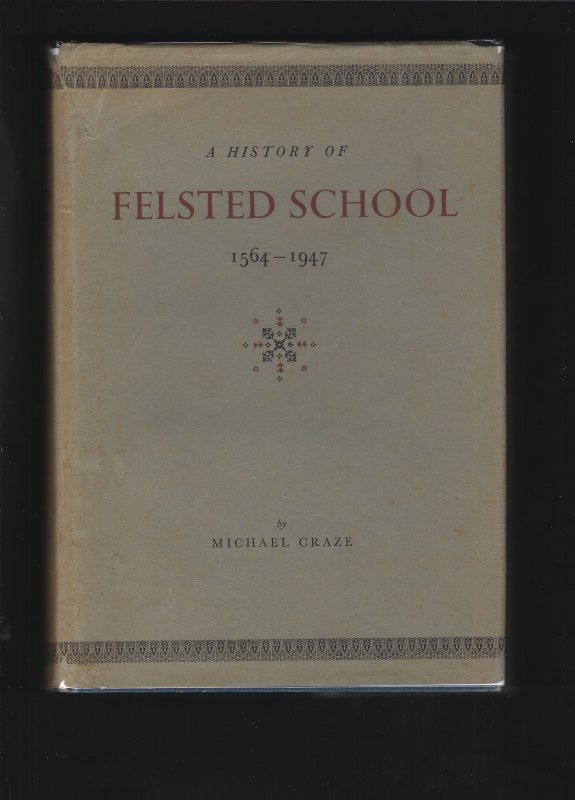 A HISTORY OF
FELSTED SCHOOL
1564–1947
by
MICHAEL CRAZE